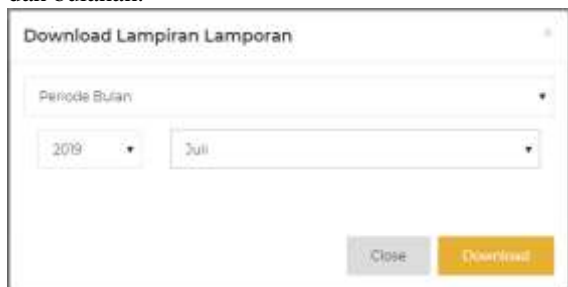 dan bulanan.
Download Lampiran Lamporan
×
Periode Bulan
2019 Juli
Close Download